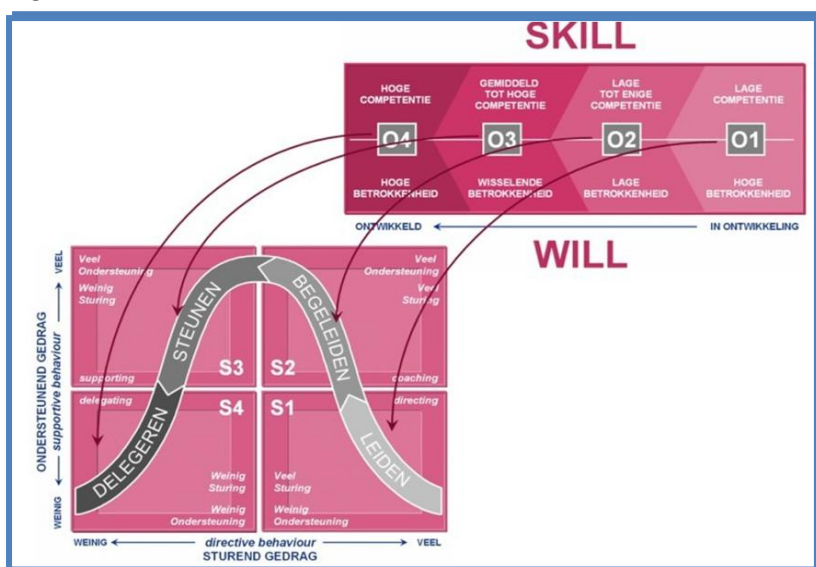 SKILL
HOGE
COMPETENTIE
GEMIDDELD
TOT HOGE
COMPETENTIE
LAGE
TOT ENIGE
COMPETENTIE
LAGE
COMPETENTIE
O4
O3
O2
O1
HOGE
BETROKKENHEID
WISSELENDE
BETROKKENHEID
LAGE
BETROKKENHEID
HOGE
BETROKKENHEID
ONTWIKKELD
IN ONTWIKKELING
WILL
Veel
Ondersteuning
Weinig
Sturing
Veel
Ondersteuning
Veel
Sturing
STEUNEN
BEGELEIDEN
S3
S2
supporting
coaching
delegating
directing
S4
S1
DELEGEREN
LEIDEN
Weinig
Sturing
Weinig
Ondersteuning
Veel
Sturing
Weinig
Ondersteuning
ONDERSTEUNEND GEDRAG
supportive behaviour
VEEL
WEINIG
WEINIG
directive behaviour
VEEL
STUREND GEDRAG